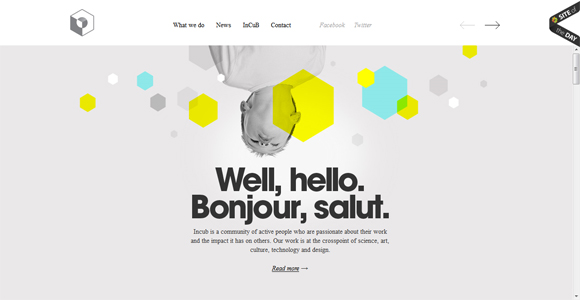 What we do News InCuB Contact Facebook Twitter
SITE of the DAY
Well, hello.
Bonjour, salut.
Incub is a community of active people who are passionate about their work
and the impact it has on others. Our work is at the crosspoint of science, art,
culture, technology and design.
Read more →